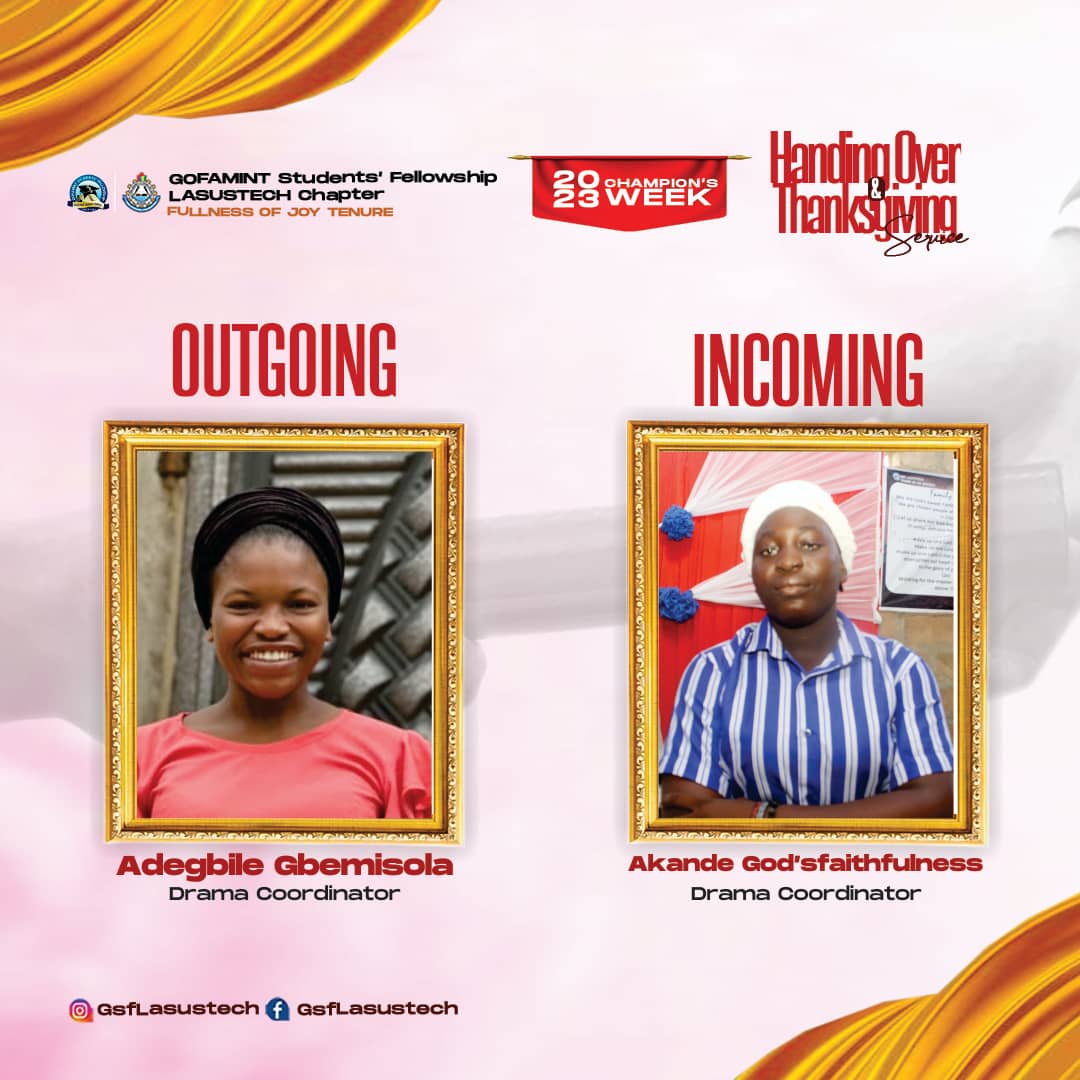 GOFAMINT Students' Fellowship
LASUSTECH Chapter
FULLNESS OF JOY TENURE
2023 CHAMPION'S WEEK
Handing Over
&
Thanksgiving
Service
OUTGOING
INCOMING
Family
Adegbile Gbemisola
Drama Coordinator
Akande God'sfaithfulness
Drama Coordinator
GsfLasustech GsfLasustech